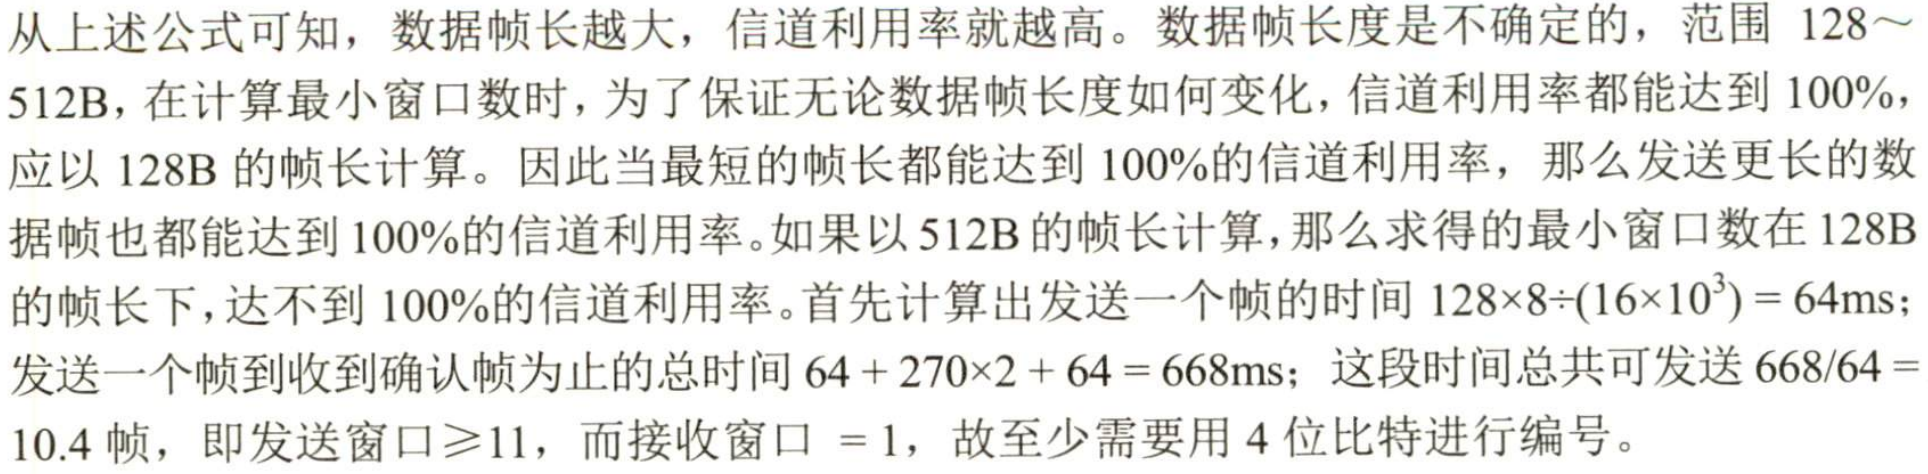 从上述公式可知，数据帧长越大，信道利用率就越高。数据帧长度是不确定的，范围 128～
512B，在计算最小窗口数时，为了保证无论数据帧长度如何变化，信道利用率都能达到 100%，
应以 128B 的帧长计算。因此当最短的帧长都能达到 100%的信道利用率，那么发送更长的数
据帧也都能达到 100%的信道利用率。如果以 512B 的帧长计算，那么求得的最小窗口数在 128B
的帧长下，达不到 100%的信道利用率。首先计算出发送一个帧的时间 128×8÷(16×10³) = 64ms；
发送一个帧到收到确认帧为止的总时间 64 + 270×2 + 64 = 668ms；这段时间总共可发送 668/64 =
10.4 帧，即发送窗口≥11，而接收窗口 = 1，故至少需要用 4 位比特进行编号。